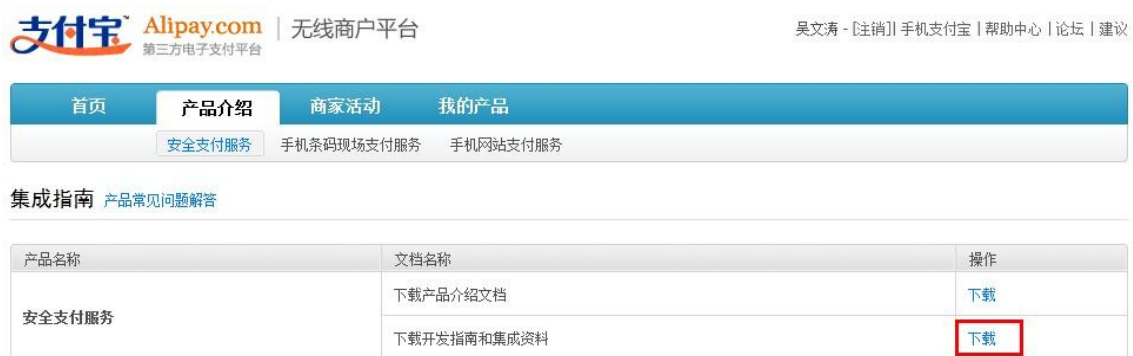 支付宝 Alipay.com 无线商户平台 吴文涛 - [注销]| 手机支付宝 | 帮助中心 | 论坛 | 建议
第三方电子支付平台
首页 产品介绍 商家活动 我的产品
安全支付服务 手机条码现场支付服务 手机网站支付服务
集成指南 产品常见问题解答
产品名称 文档名称 操作
下载产品介绍文档 下载
安全支付服务
下载开发指南和集成资料 下载